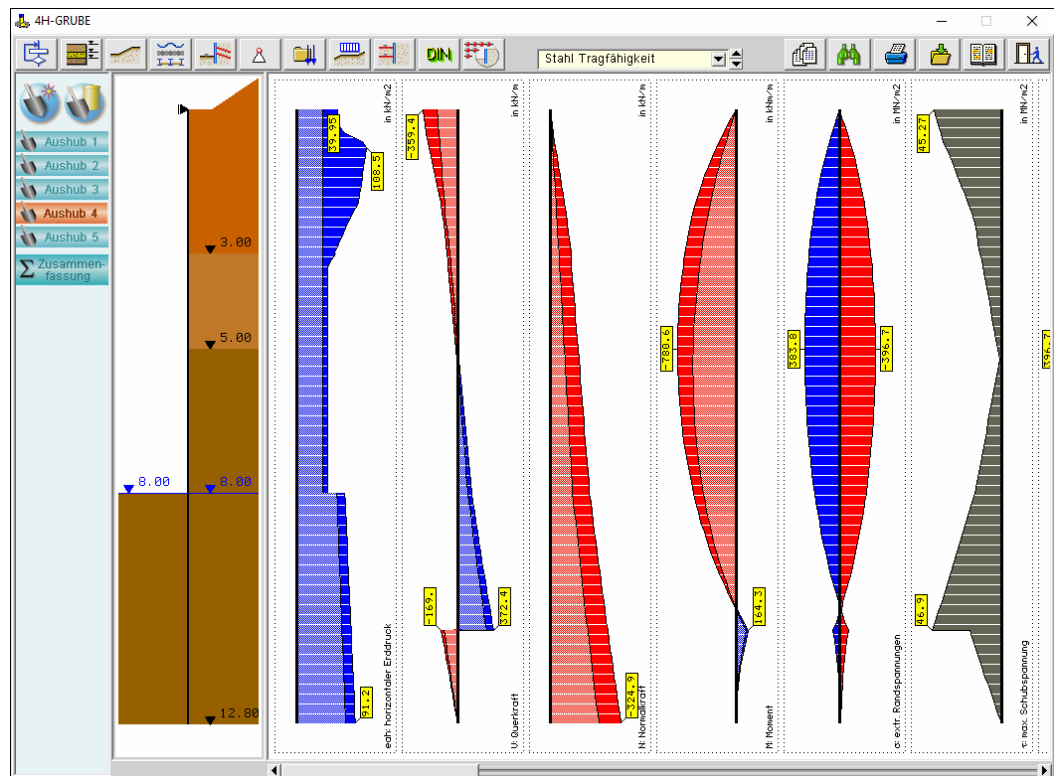 4H-GRUBE
DIN
Stahl Tragfähigkeit
Aushub 1
Aushub 2
Aushub 3
Aushub 4
Aushub 5
Σ Zusammen-
fassung
3.00
5.00
8.00
8.00
12.80
in kN/m2
39.95
108.5
91.2
eah: horizontaler Erddruck
in kN/m
-359.4
-169.
372.4
U: Querkraft
in kN/m
-324.9
N: Normalkraft
in kNm/m
-780.6
164.3
M: Moment
in MN/m2
383.8
-396.7
σ: extr. Randspannungen
in MN/m2
45.27
46.9
τ: max. Schubspannung
396.7